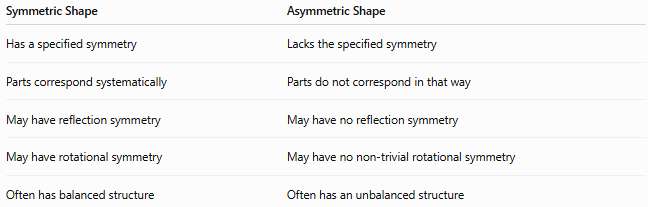 Symmetric Shape Asymmetric Shape
Has a specified symmetry Lacks the specified symmetry
Parts correspond systematically Parts do not correspond in that way
May have reflection symmetry May have no reflection symmetry
May have rotational symmetry May have no non-trivial rotational symmetry
Often has balanced structure Often has an unbalanced structure